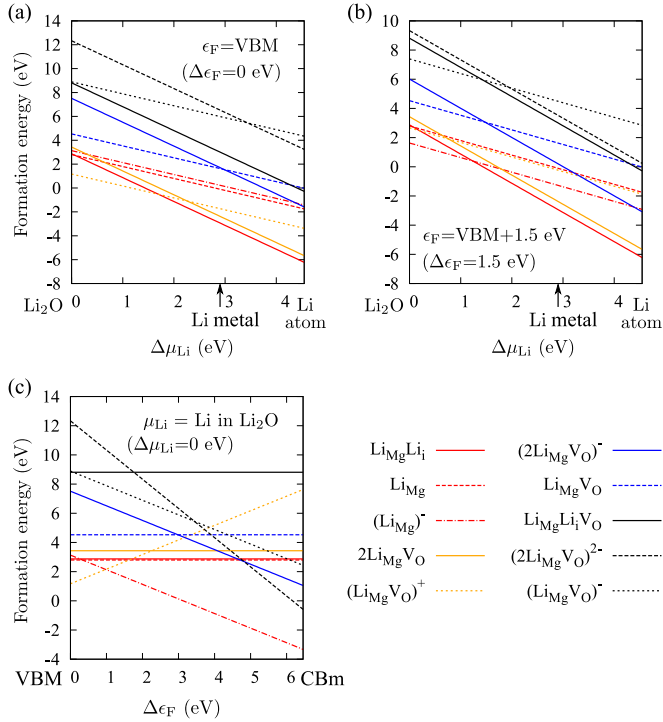 (a)
Formation energy (eV)
14
12
10
8
6
4
2
0
-2
-4
-6
-8
ϵF=VBM
(ΔϵF=0 eV)
0 1 2 3 4
Li2O
Li metal
Li atom
ΔμLi (eV)
(b)
10
8
6
4
2
0
-2
-4
-6
-8
ϵF=VBM+1.5 eV
(ΔϵF=1.5 eV)
0 1 2 3 4
Li2O
Li metal
Li atom
ΔμLi (eV)
(c)
Formation energy (eV)
14
12
10
8
6
4
2
0
-2
-4
μLi = Li in Li2O
(ΔμLi=0 eV)
0 1 2 3 4 5 6
VBM
CBm
ΔϵF (eV)
LiMgLii
LiMg
(LiMg)-
2LiMgVO
(LiMgVO)+
(2LiMgVO)-
LiMgVO
LiMgLiiVO
(2LiMgVO)2-
(LiMgVO)-